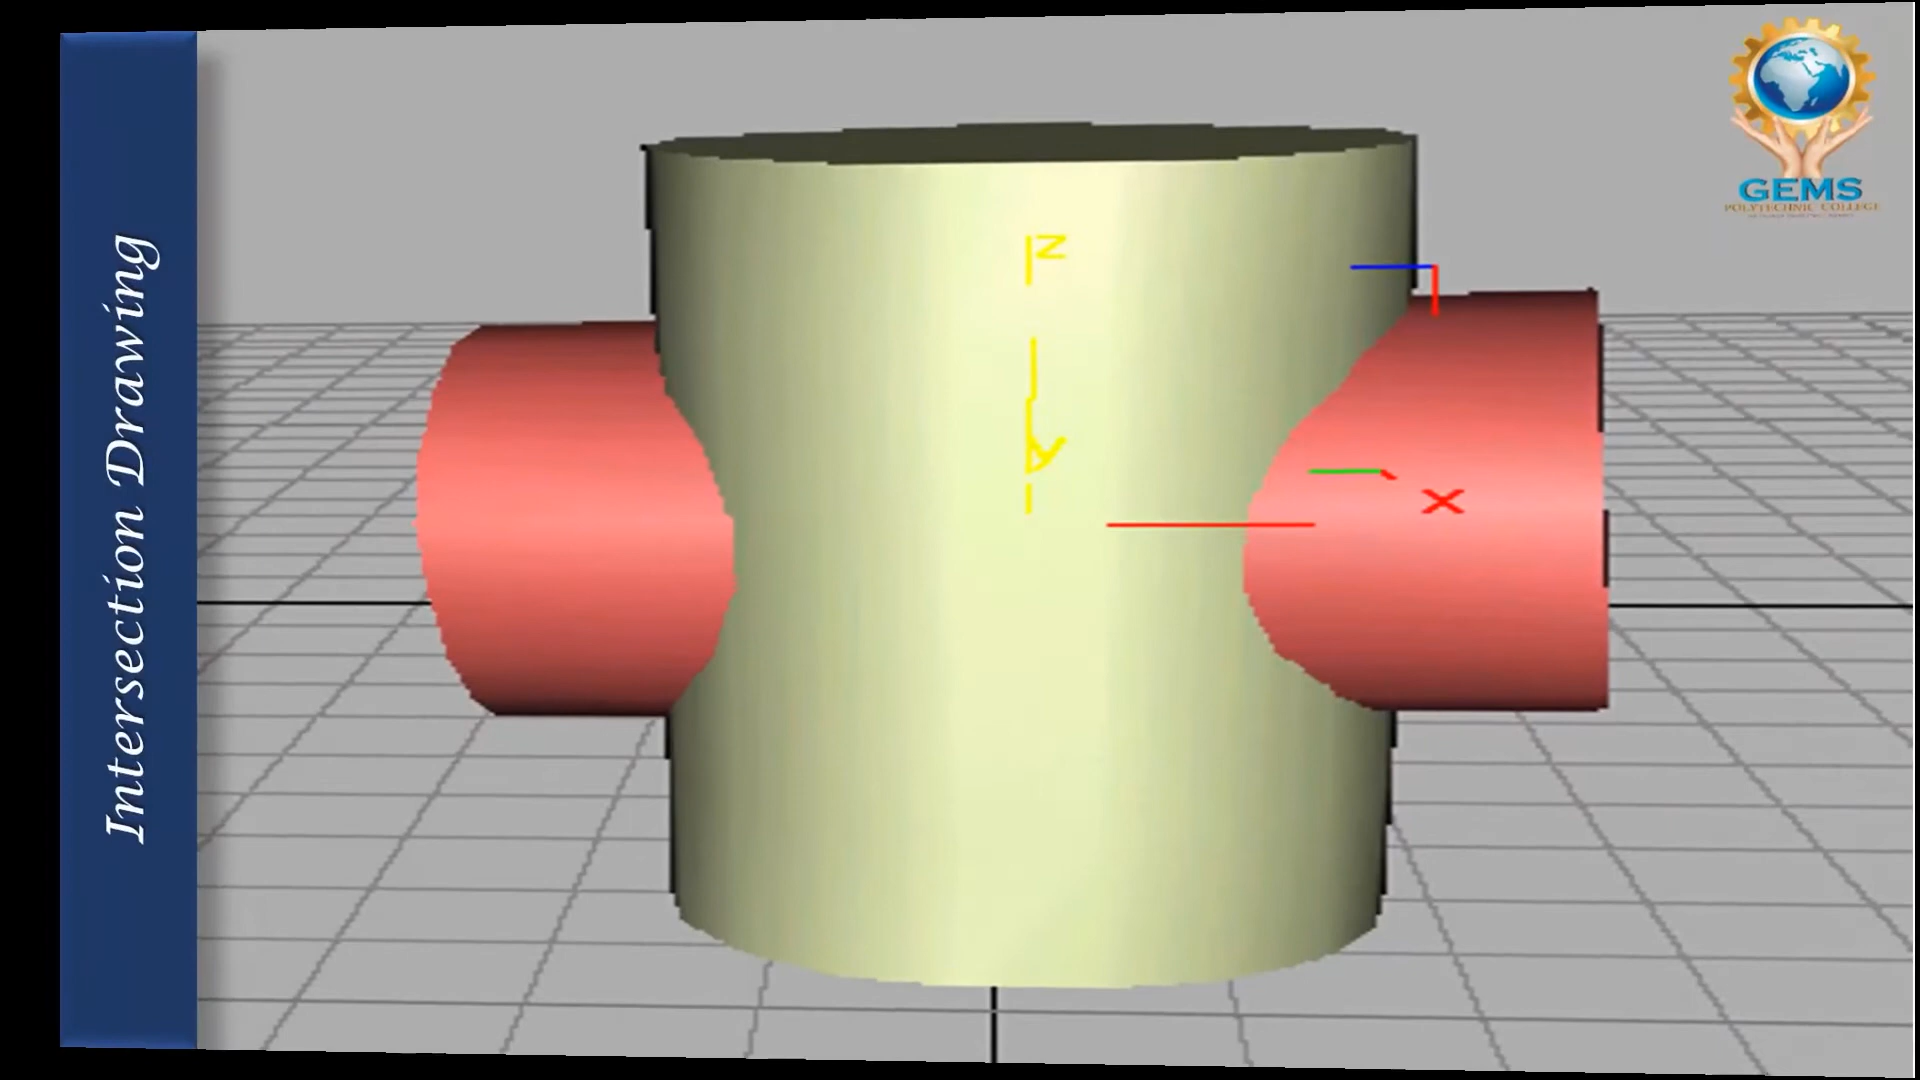 Intersection Drawing
GEMS
POLYTECHNIC COLLEGE
z
y
x